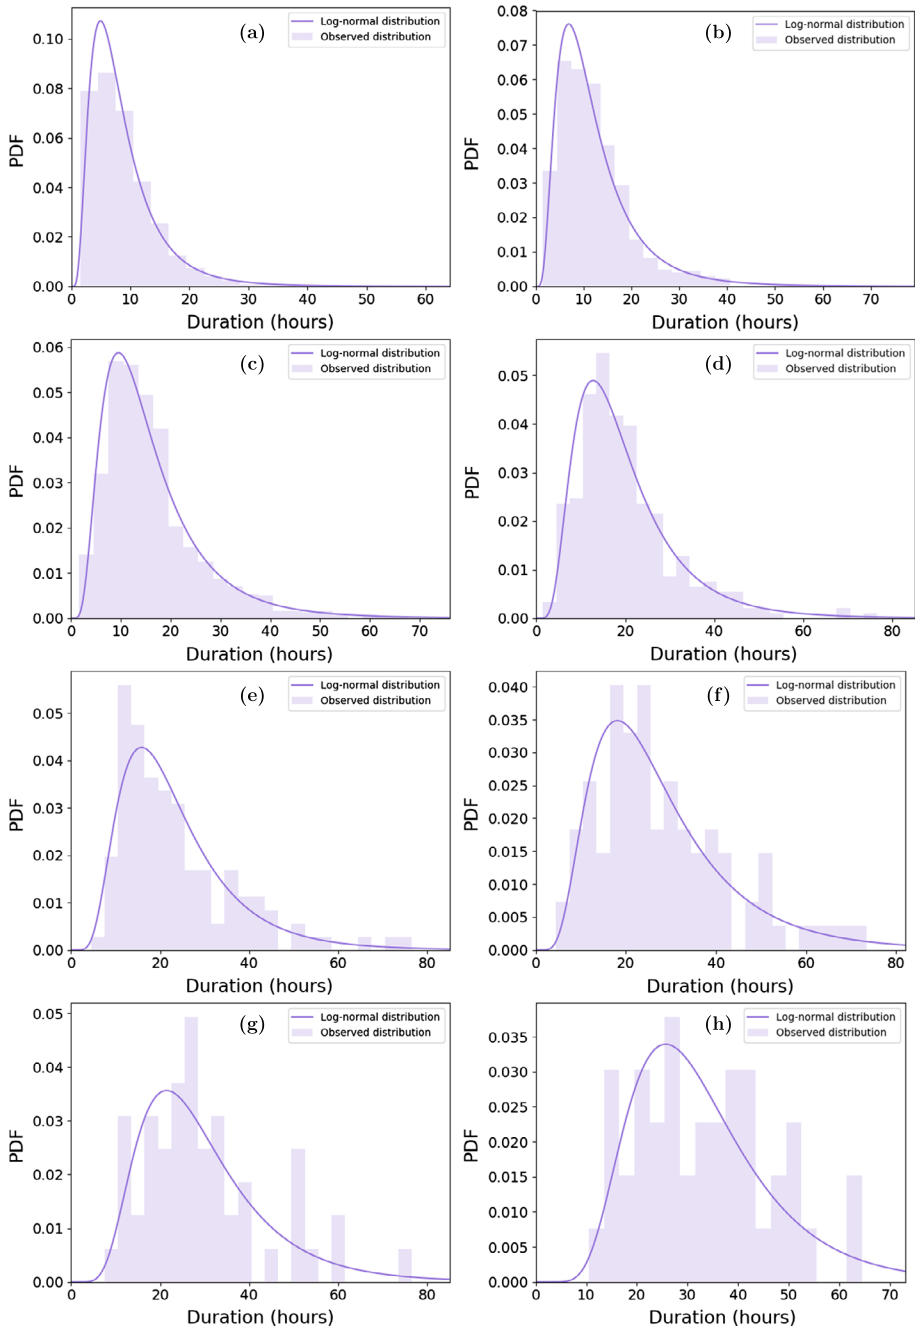 (a)
Log-normal distribution
Observed distribution
PDF
0.10
0.08
0.06
0.04
0.02
0.00
0 10 20 30 40 50 60
Duration (hours)
(b)
Log-normal distribution
Observed distribution
PDF
0.08
0.07
0.06
0.05
0.04
0.03
0.02
0.01
0.00
0 10 20 30 40 50 60 70
Duration (hours)
(c)
Log-normal distribution
Observed distribution
PDF
0.06
0.05
0.04
0.03
0.02
0.01
0.00
0 10 20 30 40 50 60 70
Duration (hours)
(d)
Log-normal distribution
Observed distribution
PDF
0.05
0.04
0.03
0.02
0.01
0.00
0 20 40 60 80
Duration (hours)
(e)
Log-normal distribution
Observed distribution
PDF
0.05
0.04
0.03
0.02
0.01
0.00
0 20 40 60 80
Duration (hours)
(f)
Log-normal distribution
Observed distribution
PDF
0.040
0.035
0.030
0.025
0.020
0.015
0.010
0.005
0.000
0 20 40 60 80
Duration (hours)
(g)
Log-normal distribution
Observed distribution
PDF
0.05
0.04
0.03
0.02
0.01
0.00
0 20 40 60 80
Duration (hours)
(h)
Log-normal distribution
Observed distribution
PDF
0.035
0.030
0.025
0.020
0.015
0.010
0.005
0.000
0 10 20 30 40 50 60 70
Duration (hours)